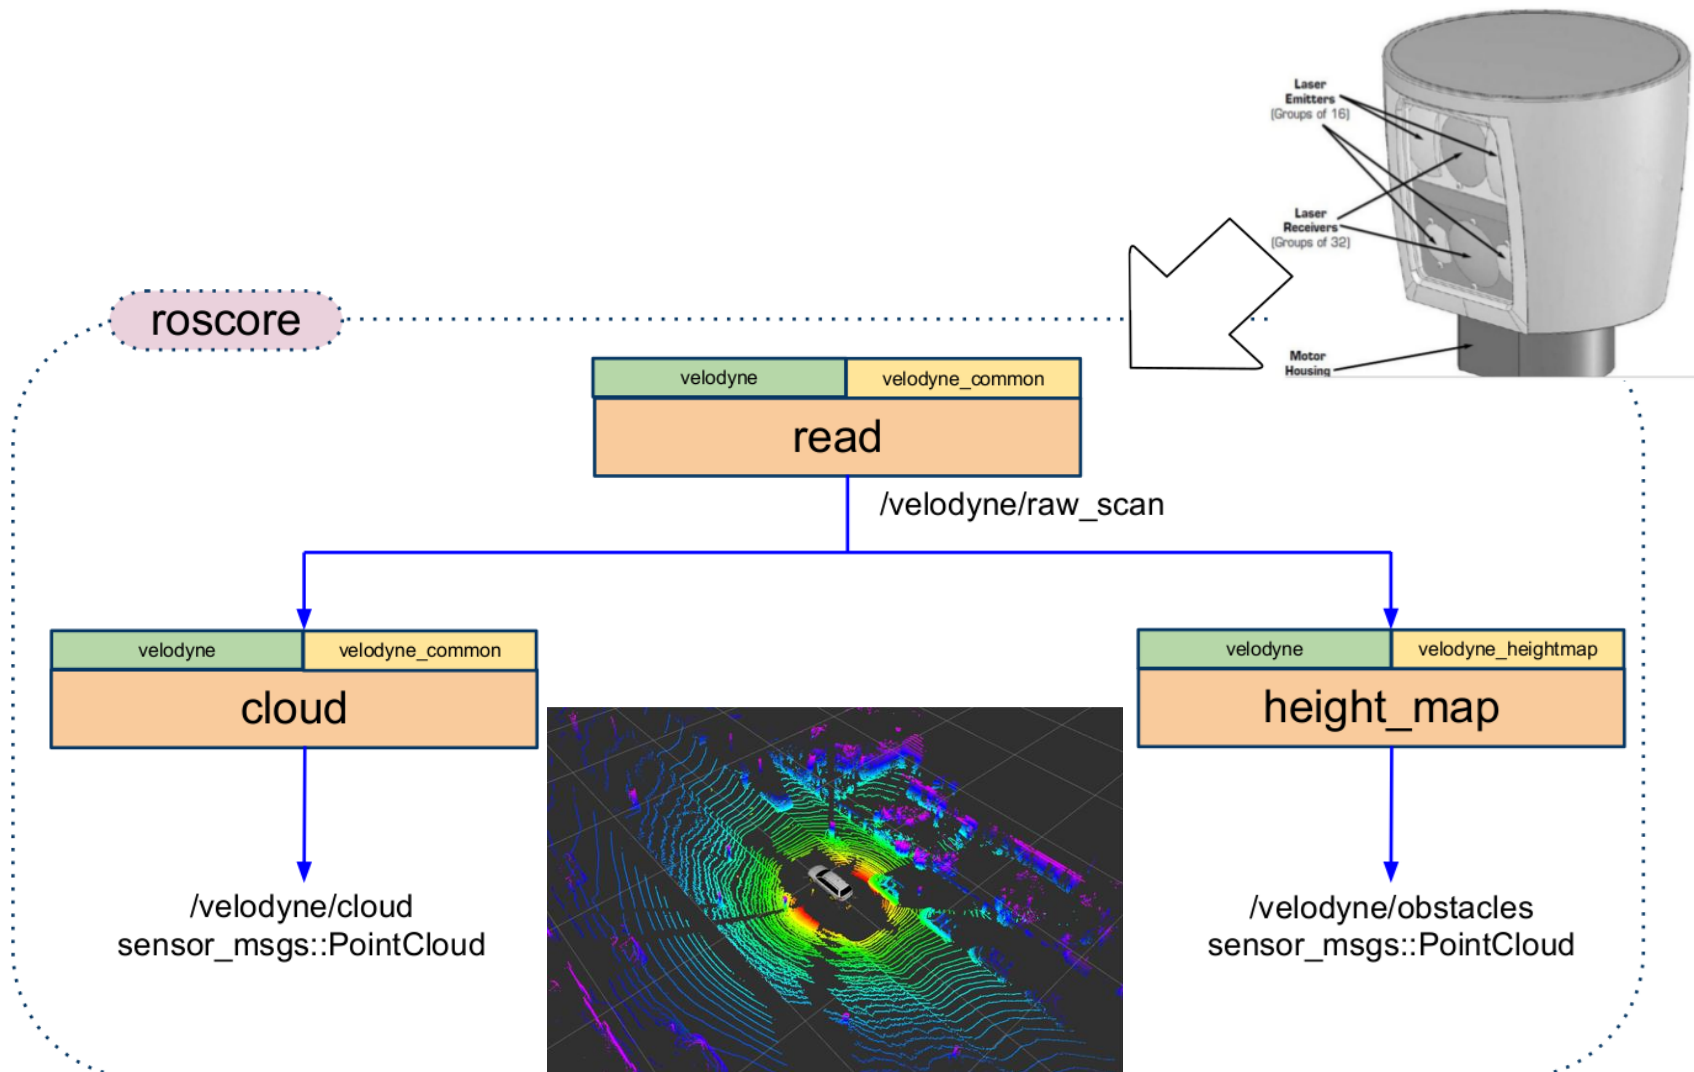 Laser
Emitters
(Groups of 16)
Laser
Receivers
(Groups of 32)
Motor
Housing
roscore
velodyne
velodyne_common
read
/velodyne/raw_scan
velodyne
velodyne_common
cloud
velodyne
velodyne_heightmap
height_map
/velodyne/cloud
sensor_msgs::PointCloud
/velodyne/obstacles
sensor_msgs::PointCloud